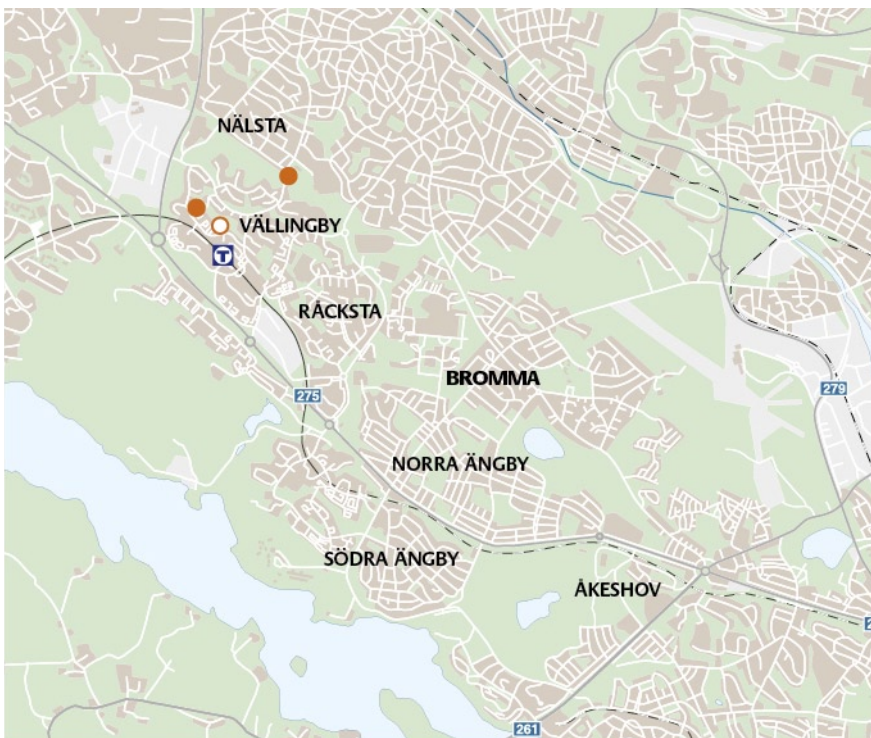 NÄLSTA
VÄLLINGBY
T
RÅCKSTA
BROMMA
279
275
NORRA ÄNGBY
SÖDRA ÄNGBY
ÅKESHOV
261